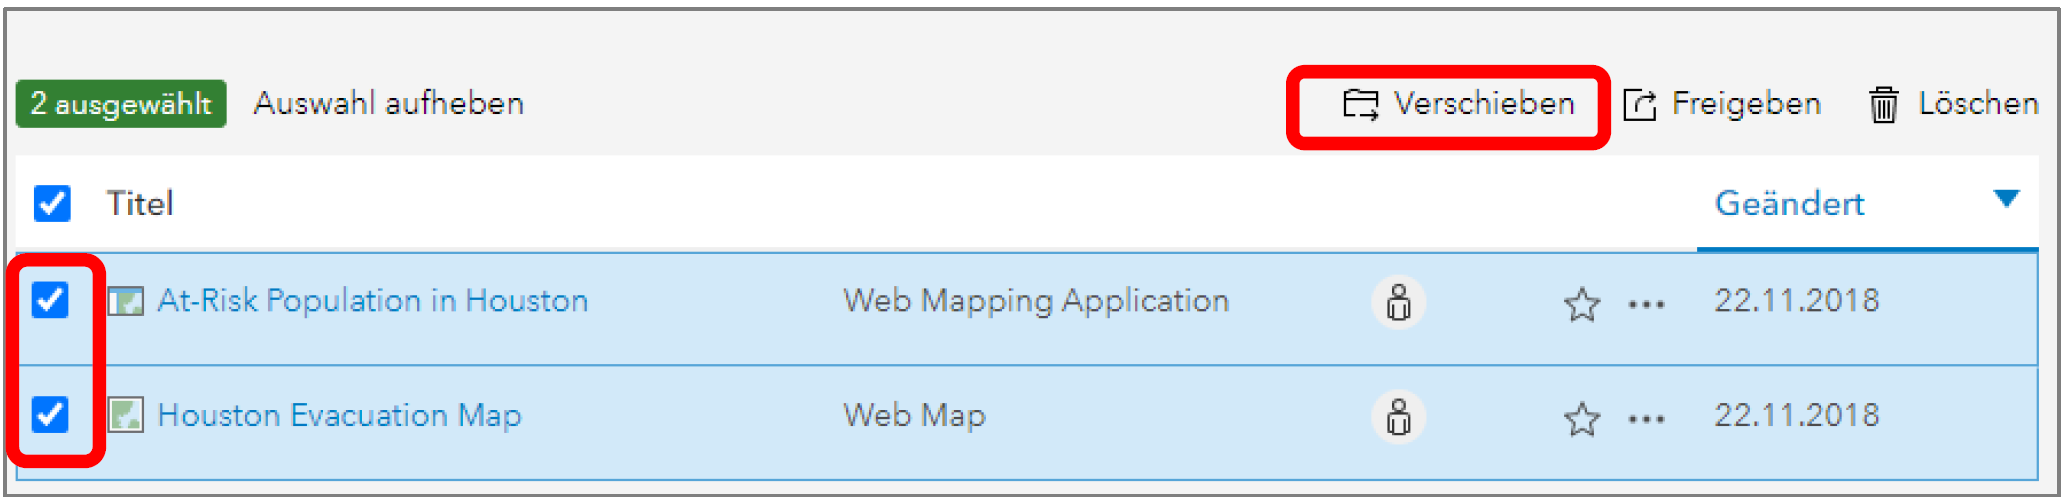 2 ausgewählt Auswahl aufheben Verschieben Freigeben Löschen
Titel Geändert
At-Risk Population in Houston Web Mapping Application 22.11.2018
Houston Evacuation Map Web Map 22.11.2018